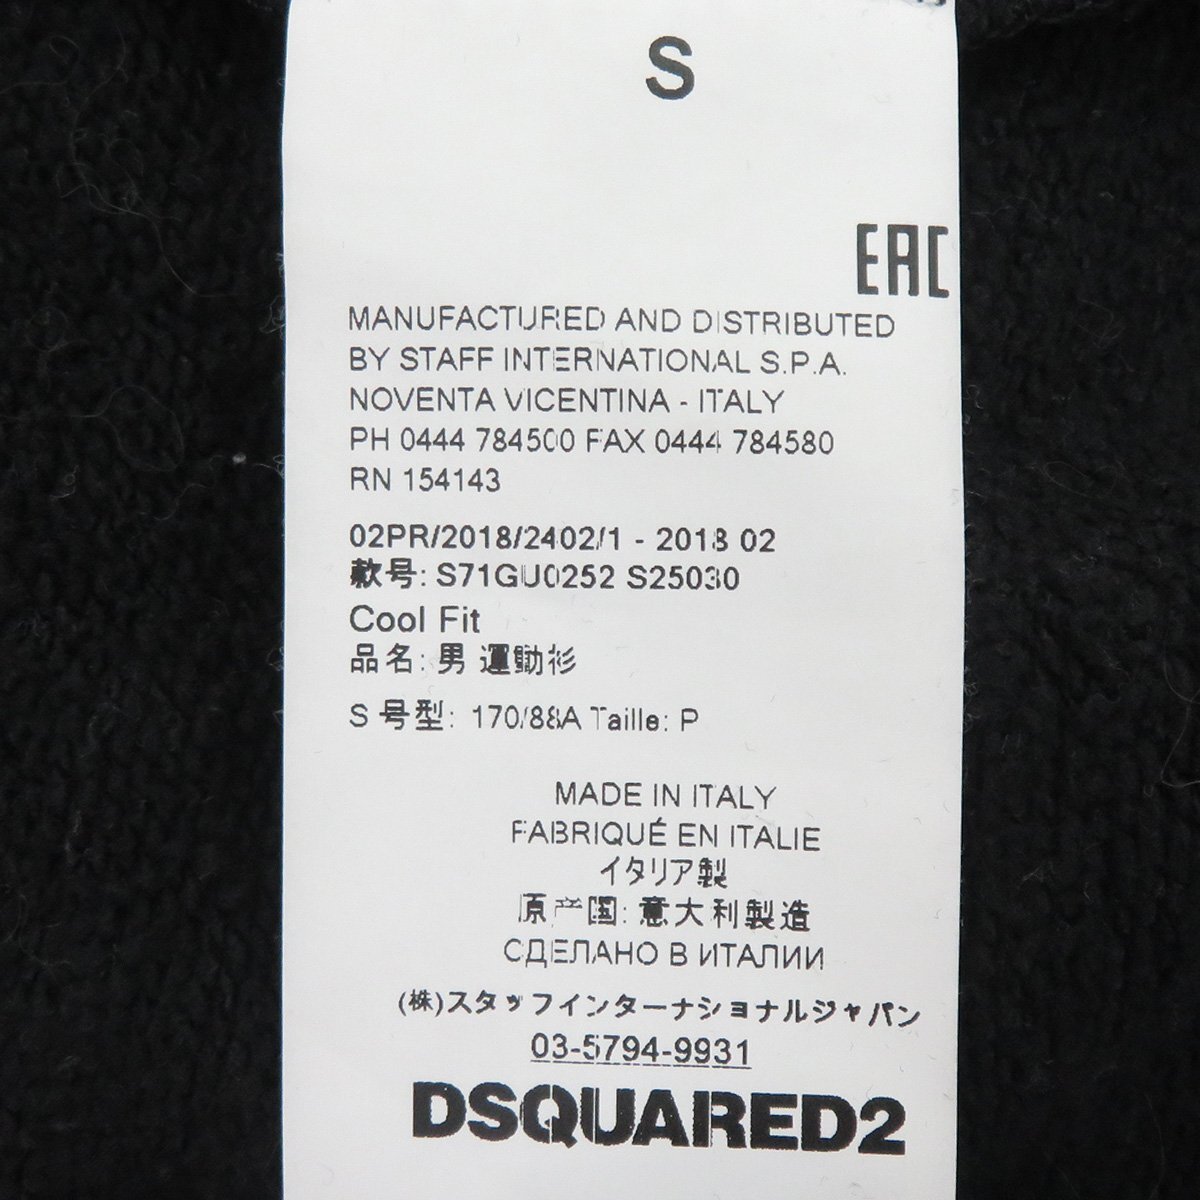 S
EAC
MANUFACTURED AND DISTRIBUTED
BY STAFF INTERNATIONAL S.P.A.
NOVENTA VICENTINA - ITALY
PH 0444 784500 FAX 0444 784580
RN 154143
02PR/2018/2402/1 - 2018 02
款号: S71GU0252 S25030
Cool Fit
品名: 男 運動衫
S 号型: 170/88A Taille: P
MADE IN ITALY
FABRIQUÉ EN ITALIE
イタリア製
原产国: 意大利製造
СДЕЛАНО В ИТАЛИИ
(株)スタッフインターナショナルジャパン
03-5794-9931
DSQUARED2